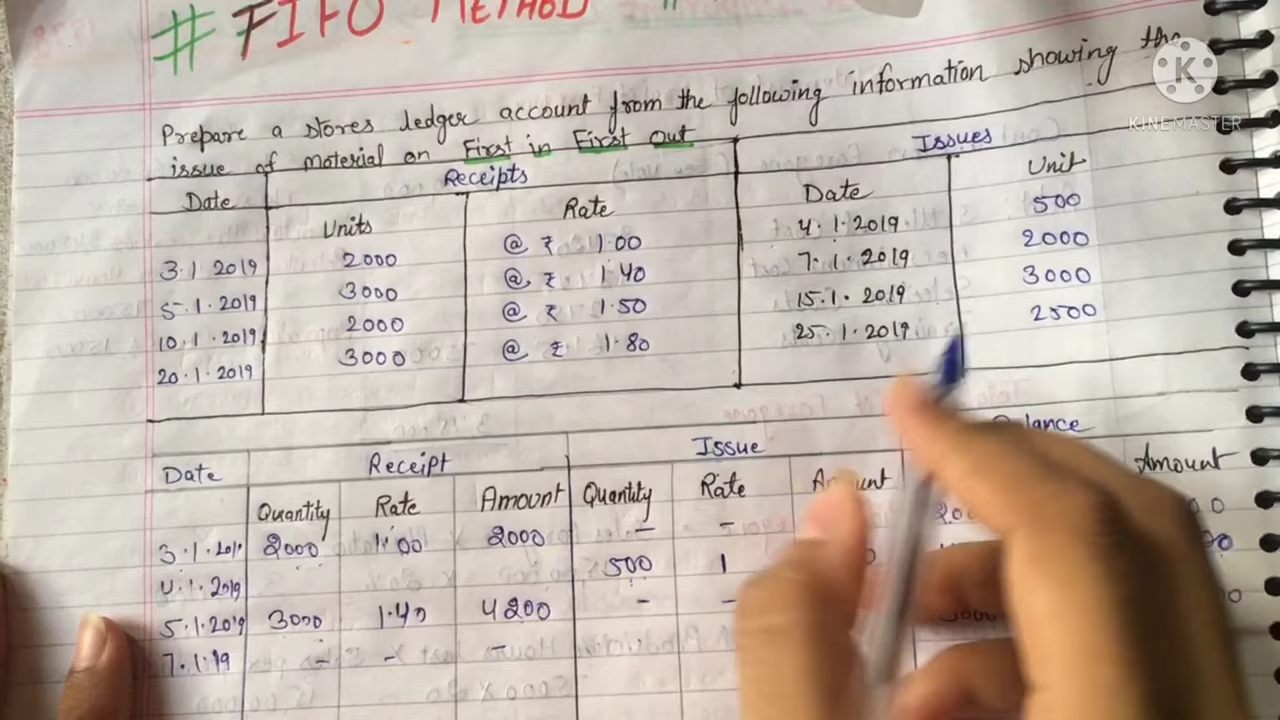 # FIFO METHOD #
Prepare a stores ledger account from the following information showing the
issue of material on First in First Out
Receipts Issues
Date Units Rate Date Unit
3.1.2019 2000 @ ₹ 1.00 4.1.2019 500
5.1.2019 3000 @ ₹ 1.40 7.1.2019 2000
10.1.2019 2000 @ ₹ 1.50 15.1.2019 3000
20.1.2019 3000 @ ₹ 1.80 25.1.2019 2500
Date Receipt Issue
Quantity Rate Amount Quantity Rate Amount
3.1.2019 2000 1.00 2000 – –
4.1.2019 500 1
5.1.2019 3000 1.40 4200 – –
7.1.19 – – –
KINEMASTER